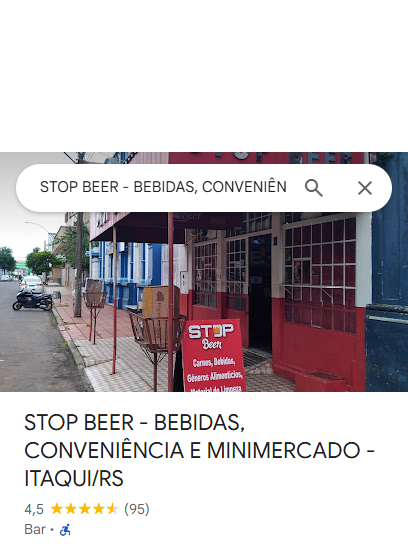 STOP BEER - BEBIDAS, CONVENIÊN
BEER
STOP
Beer
Carnes, Bebidas,
Gêneros Alimentícios,
Material de Limpeza
STOP BEER - BEBIDAS,
CONVENIÊNCIA E MINIMERCADO -
ITAQUI/RS
4,5 (95)
Bar •